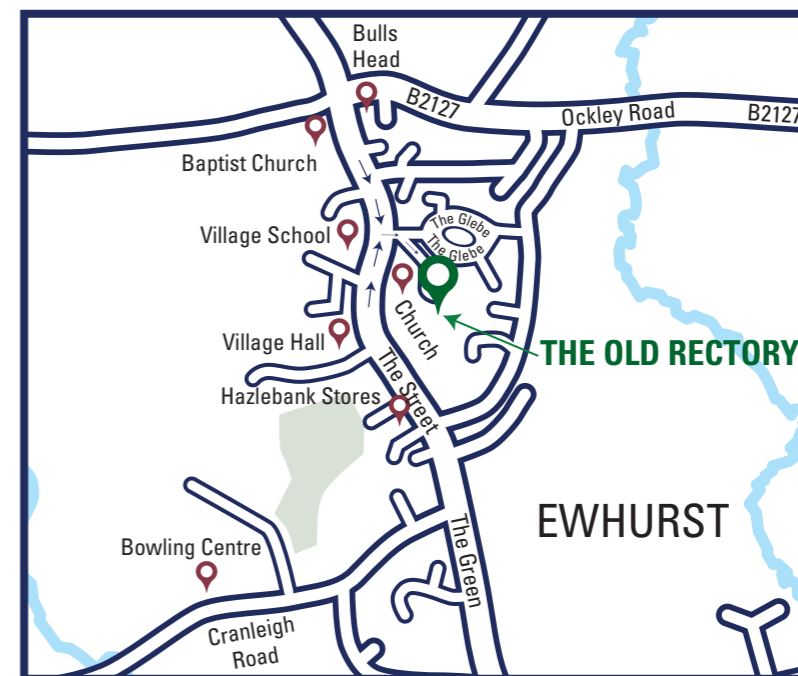 Bulls
Head
B2127
Ockley Road
B2127
Baptist Church
Village School
The Glebe
The Glebe
Church
Village Hall
The Street
THE OLD RECTORY
Hazlebank Stores
EWHURST
The Green
Bowling Centre
Cranleigh
Road